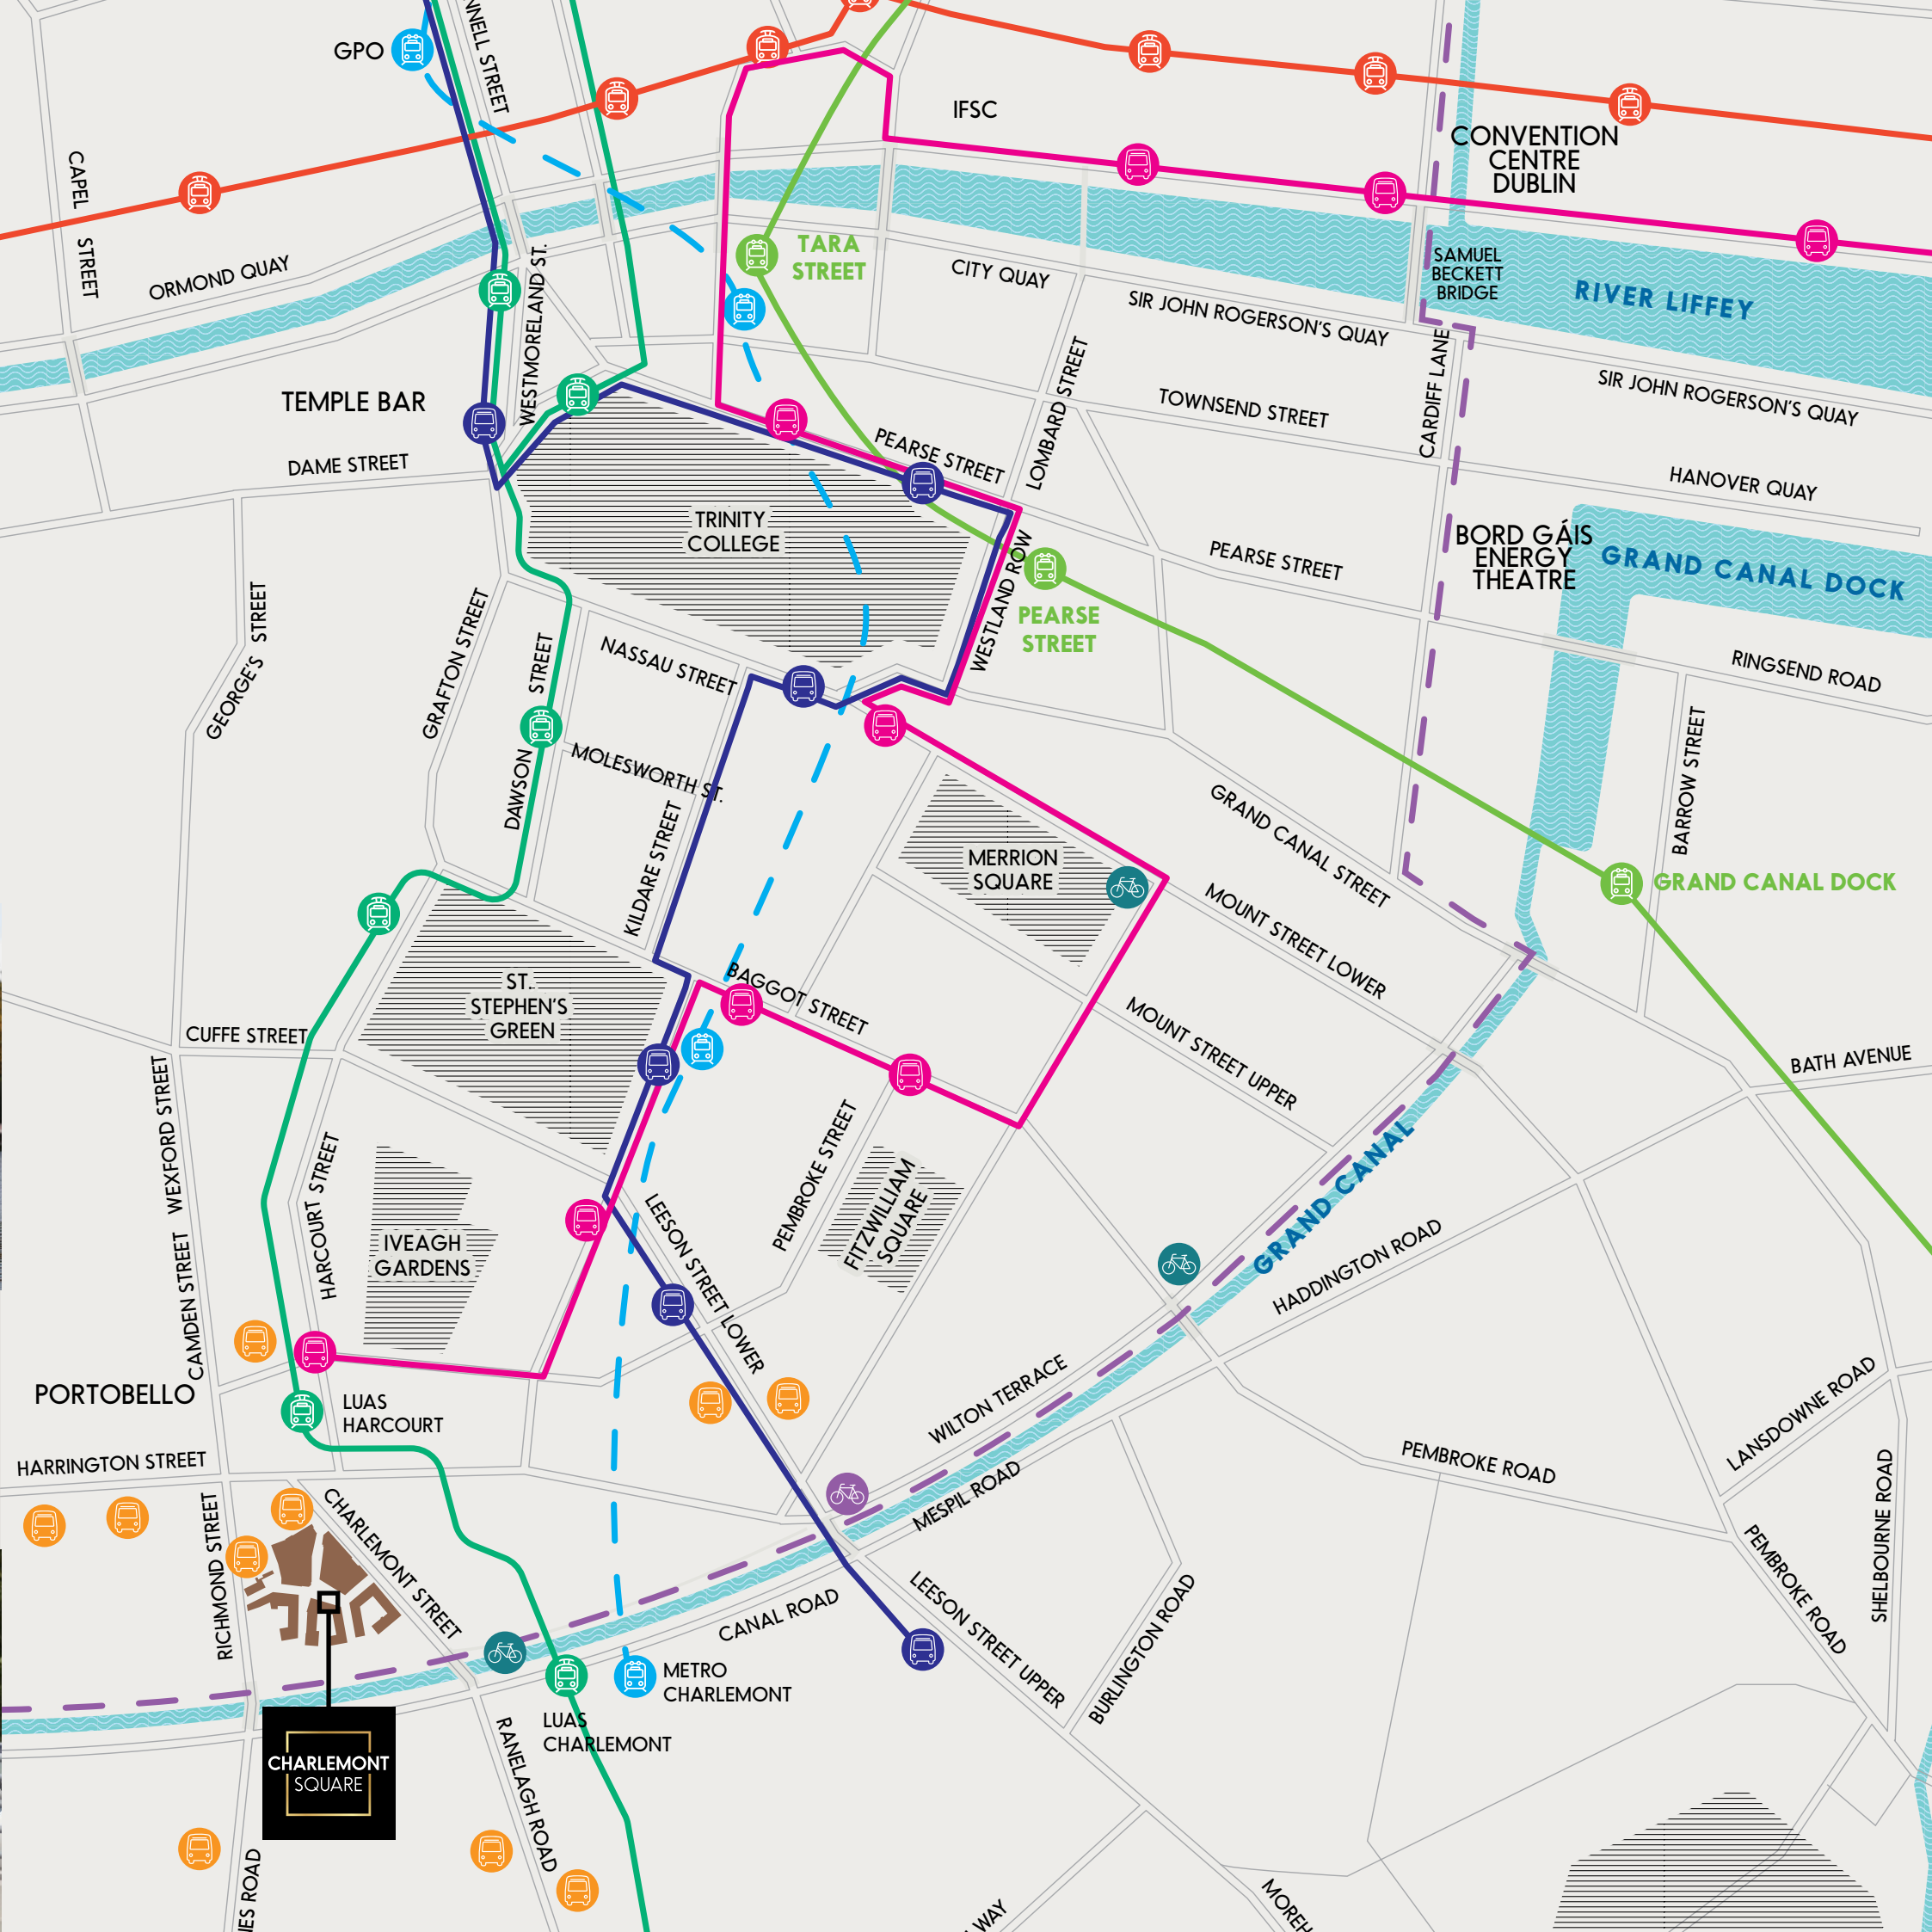 GPO
NNELL STREET
IFSC
CONVENTION
CENTRE
DUBLIN
CAPEL
STREET
ORMOND QUAY
WESTMORELAND ST.
TARA
STREET
CITY QUAY
SIR JOHN ROGERSON'S QUAY
SAMUEL
BECKETT
BRIDGE
RIVER LIFFEY
TEMPLE BAR
DAME STREET
PEARSE STREET
LOMBARD STREET
TOWNSEND STREET
CARDIFF LANE
SIR JOHN ROGERSON'S QUAY
HANOVER QUAY
TRINITY
COLLEGE
BORD GÁIS
ENERGY
THEATRE
GRAND CANAL DOCK
PEARSE STREET
WESTLAND ROW
PEARSE
STREET
GEORGE'S STREET
GRAFTON STREET
NASSAU STREET
RINGSEND ROAD
DAWSON STREET
MOLESWORTH ST.
BARROW STREET
KILDARE STREET
MERRION
SQUARE
GRAND CANAL STREET
GRAND CANAL DOCK
MOUNT STREET LOWER
ST.
STEPHEN'S
GREEN
BAGGOT STREET
MOUNT STREET UPPER
CUFFE STREET
BATH AVENUE
WEXFORD STREET
CAMDEN STREET
HARCOURT STREET
PEMBROKE STREET
FITZWILLIAM
SQUARE
GRAND CANAL
IVEAGH
GARDENS
LEESON STREET LOWER
HADDINGTON ROAD
PORTOBELLO
LUAS
HARCOURT
WILTON TERRACE
LANSDOWNE ROAD
HARRINGTON STREET
MESPIL ROAD
PEMBROKE ROAD
SHELBOURNE ROAD
RICHMOND STREET
CHARLEMONT STREET
PEMBROKE ROAD
CANAL ROAD
LEESON STREET UPPER
BURLINGTON ROAD
METRO
CHARLEMONT
LUAS
CHARLEMONT
CHARLEMONT
SQUARE
RANELAGH ROAD
IES ROAD
WAY
MOREH